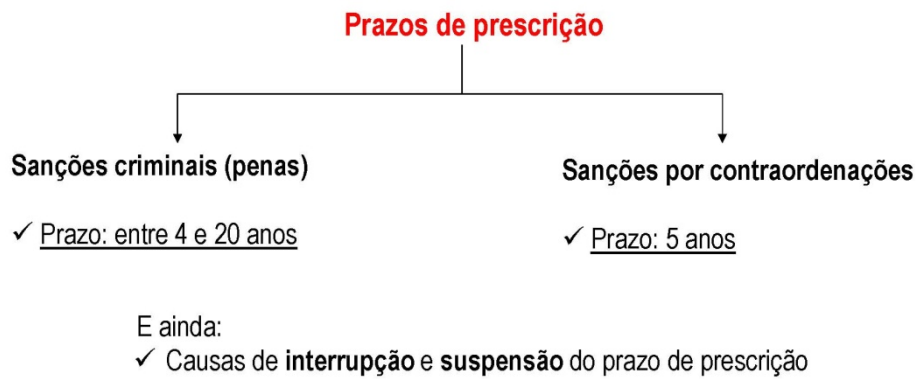 Prazos de prescrição
Sanções criminais (penas)
✓ Prazo: entre 4 e 20 anos
Sanções por contraordenações
✓ Prazo: 5 anos
E ainda:
✓ Causas de interrupção e suspensão do prazo de prescrição